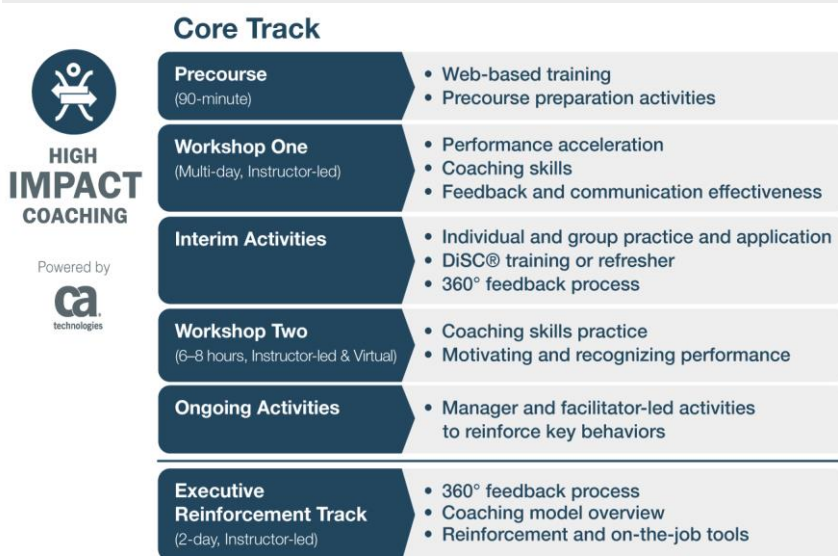 Core Track
HIGH
IMPACT
COACHING
Powered by
ca.
technologies
Precourse
(90-minute)
• Web-based training
• Precourse preparation activities
Workshop One
(Multi-day, Instructor-led)
• Performance acceleration
• Coaching skills
• Feedback and communication effectiveness
Interim Activities
• Individual and group practice and application
• DiSC® training or refresher
• 360° feedback process
Workshop Two
(6–8 hours, Instructor-led & Virtual)
• Coaching skills practice
• Motivating and recognizing performance
Ongoing Activities
• Manager and facilitator-led activities
to reinforce key behaviors
Executive
Reinforcement Track
(2-day, Instructor-led)
• 360° feedback process
• Coaching model overview
• Reinforcement and on-the-job tools